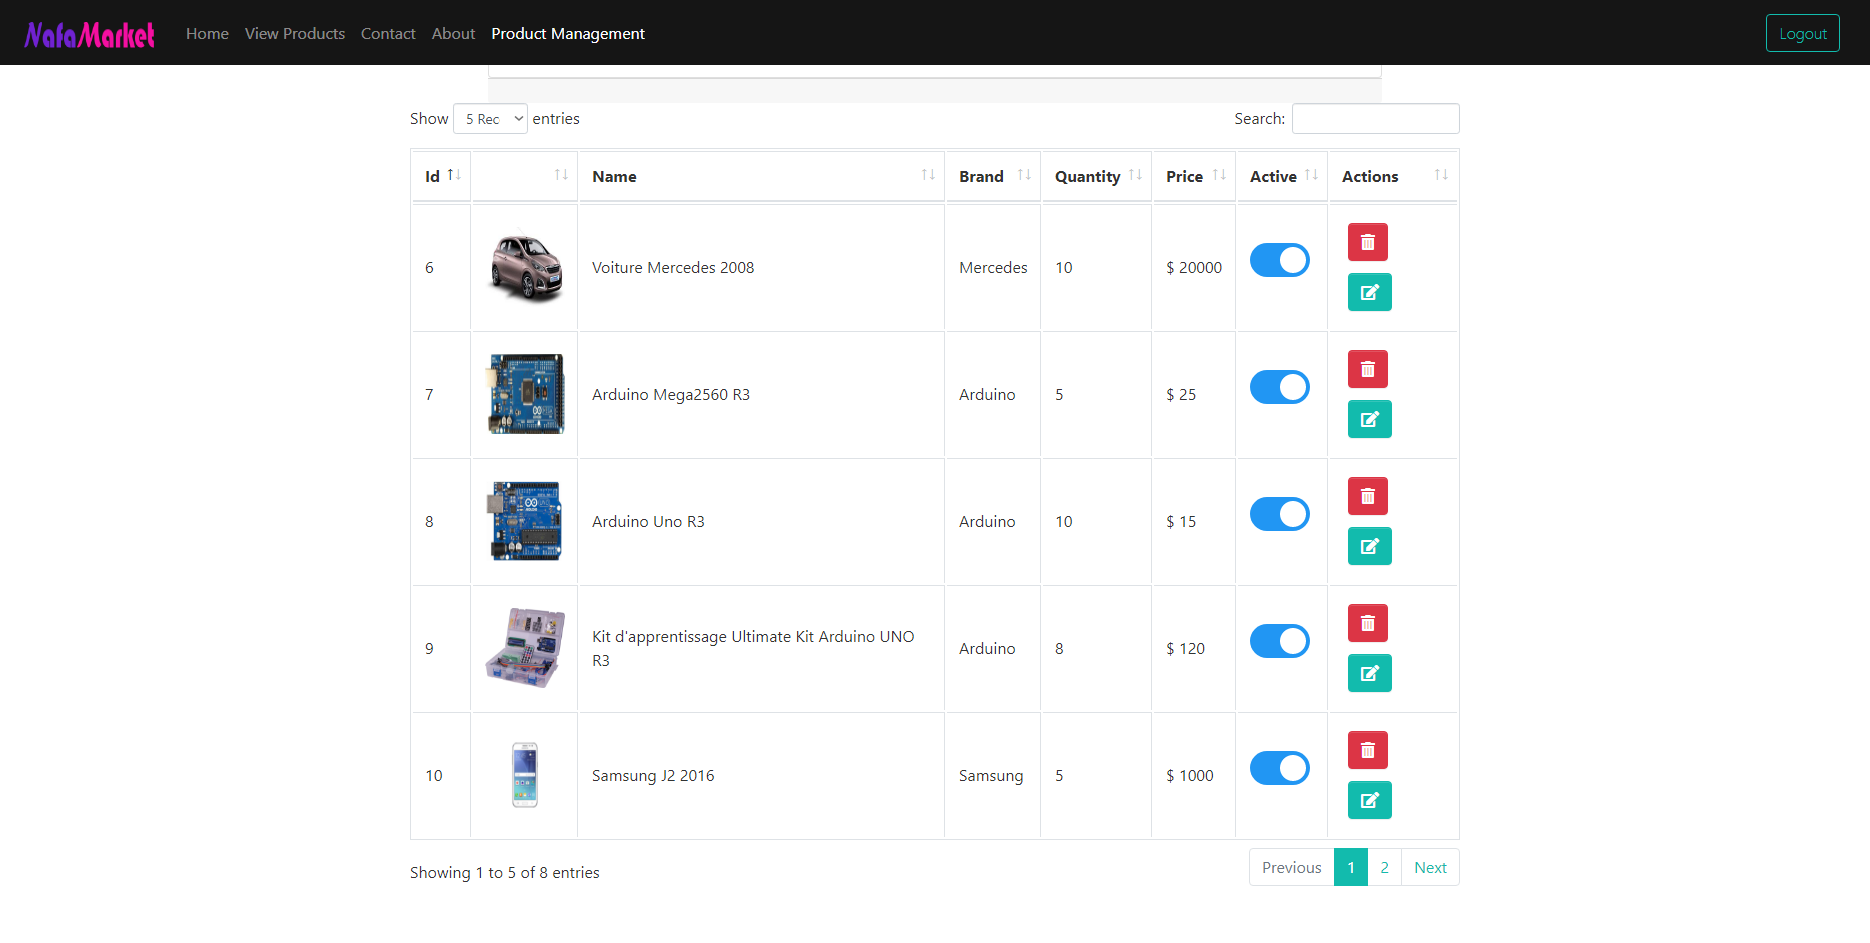 NafaMarket Home View Products Contact About Product Management Logout
Show 5 Rec entries Search:
Id Name Brand Quantity Price Active Actions
6 Voiture Mercedes 2008 Mercedes 10 $ 20000
7 Arduino Mega2560 R3 Arduino 5 $ 25
8 Arduino Uno R3 Arduino 10 $ 15
9 Kit d'apprentissage Ultimate Kit Arduino UNO R3 Arduino 8 $ 120
10 Samsung J2 2016 Samsung 5 $ 1000
Showing 1 to 5 of 8 entries Previous 1 2 Next